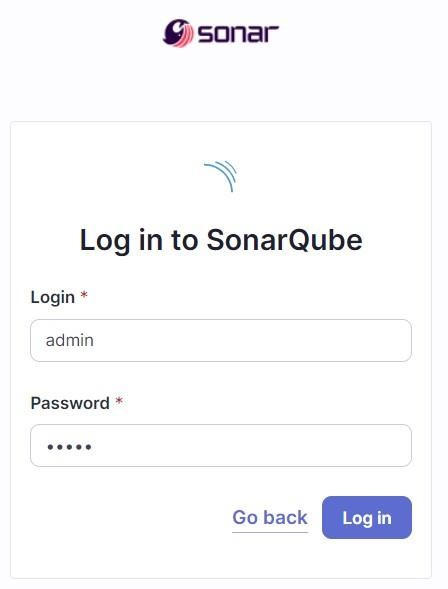 sonar
Log in to SonarQube
Login *
admin
Password *
•••••
Go back Log in